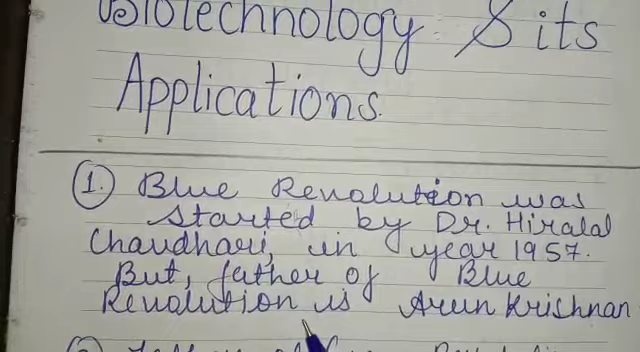 Biotechnology & its
Applications.
1. Blue Revolution was
started by Dr. Hiralal
Chaudhari, in year 1957.
But, father of Blue
Revolution is Arun Krishnan